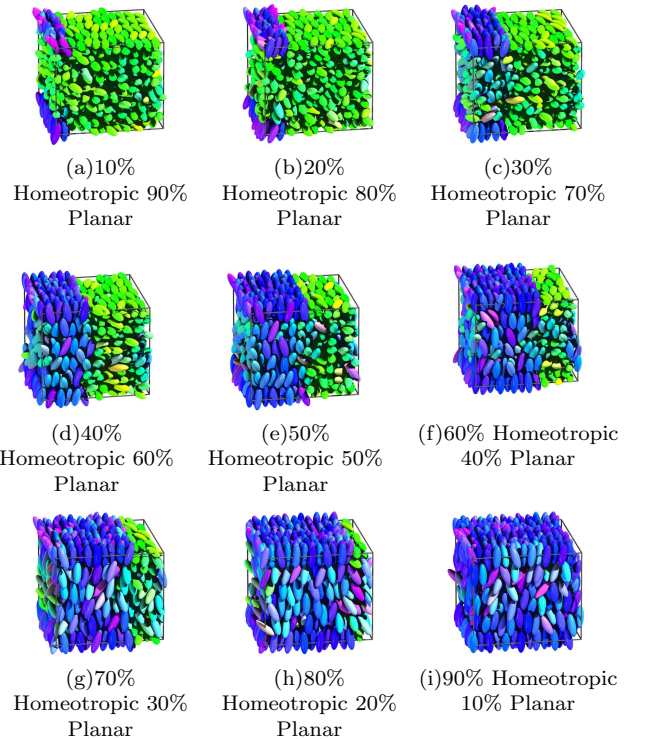 (a)10%
Homeotropic 90%
Planar
(b)20%
Homeotropic 80%
Planar
(c)30%
Homeotropic 70%
Planar
(d)40%
Homeotropic 60%
Planar
(e)50%
Homeotropic 50%
Planar
(f)60% Homeotropic
40% Planar
(g)70%
Homeotropic 30%
Planar
(h)80%
Homeotropic 20%
Planar
(i)90% Homeotropic
10% Planar